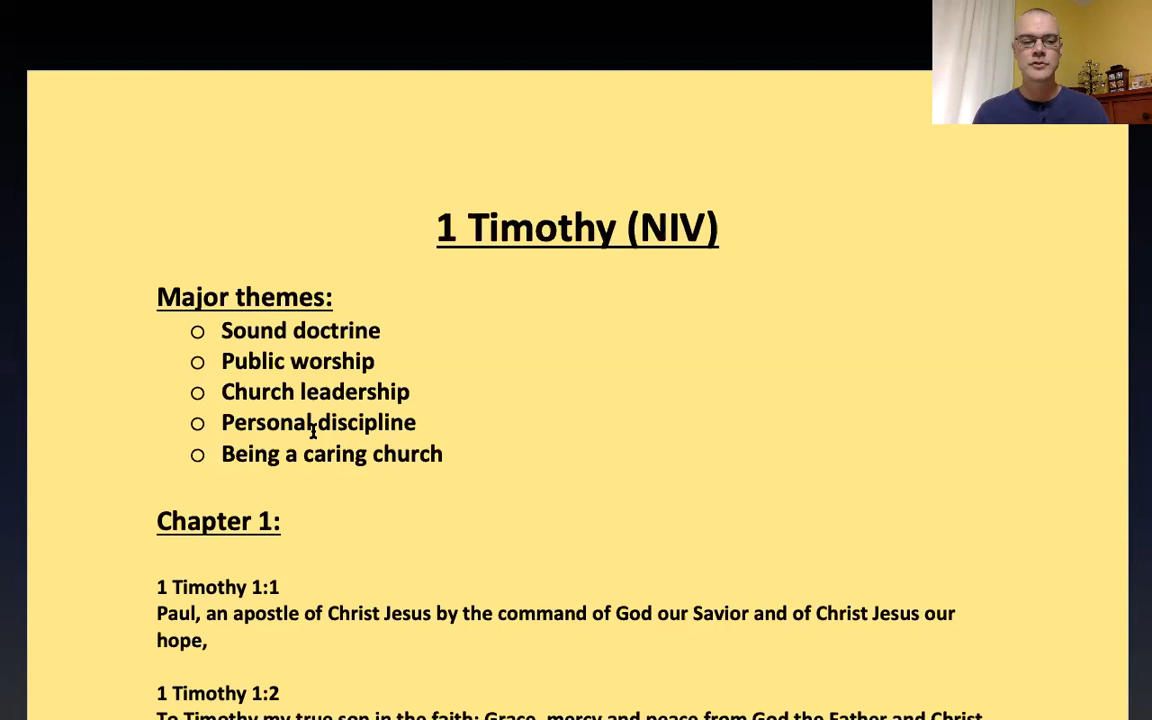 1 Timothy (NIV)
Major themes:
Sound doctrine
Public worship
Church leadership
Personal discipline
Being a caring church
Chapter 1:
1 Timothy 1:1
Paul, an apostle of Christ Jesus by the command of God our Savior and of Christ Jesus our
hope,
1 Timothy 1:2
To Timothy my true son in the faith: Grace, mercy and peace from God the Father and Christ